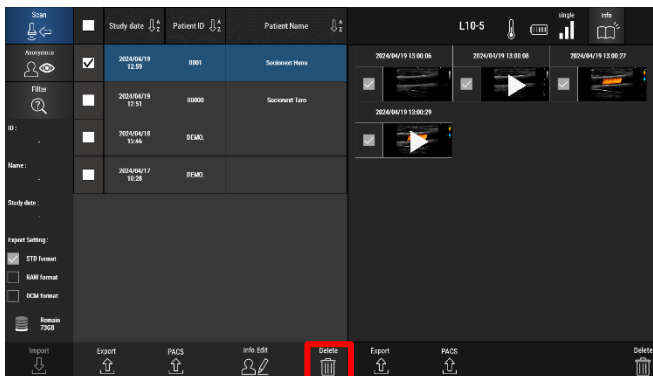 Scan
Study date
Patient ID
Patient Name
L10-5
single
Info
Anonymous
2024/04/19
12:59
0001
Socionext Hana
2024/04/19 13:00:06
2024/04/19 13:00:08
2024/04/19 13:00:27
Filter
2024/04/19
12:51
00000
Socionext Taro
2024/04/19 13:00:29
ID :
2024/04/18
15:46
DEMO.
Name :
2024/04/17
10:28
DEMO.
Study date :
Export Setting :
STD format
RAW format
DCM format
Remain
73GB
Import
Export
PACS
Info.Edit
Delete
Export
PACS
Delete